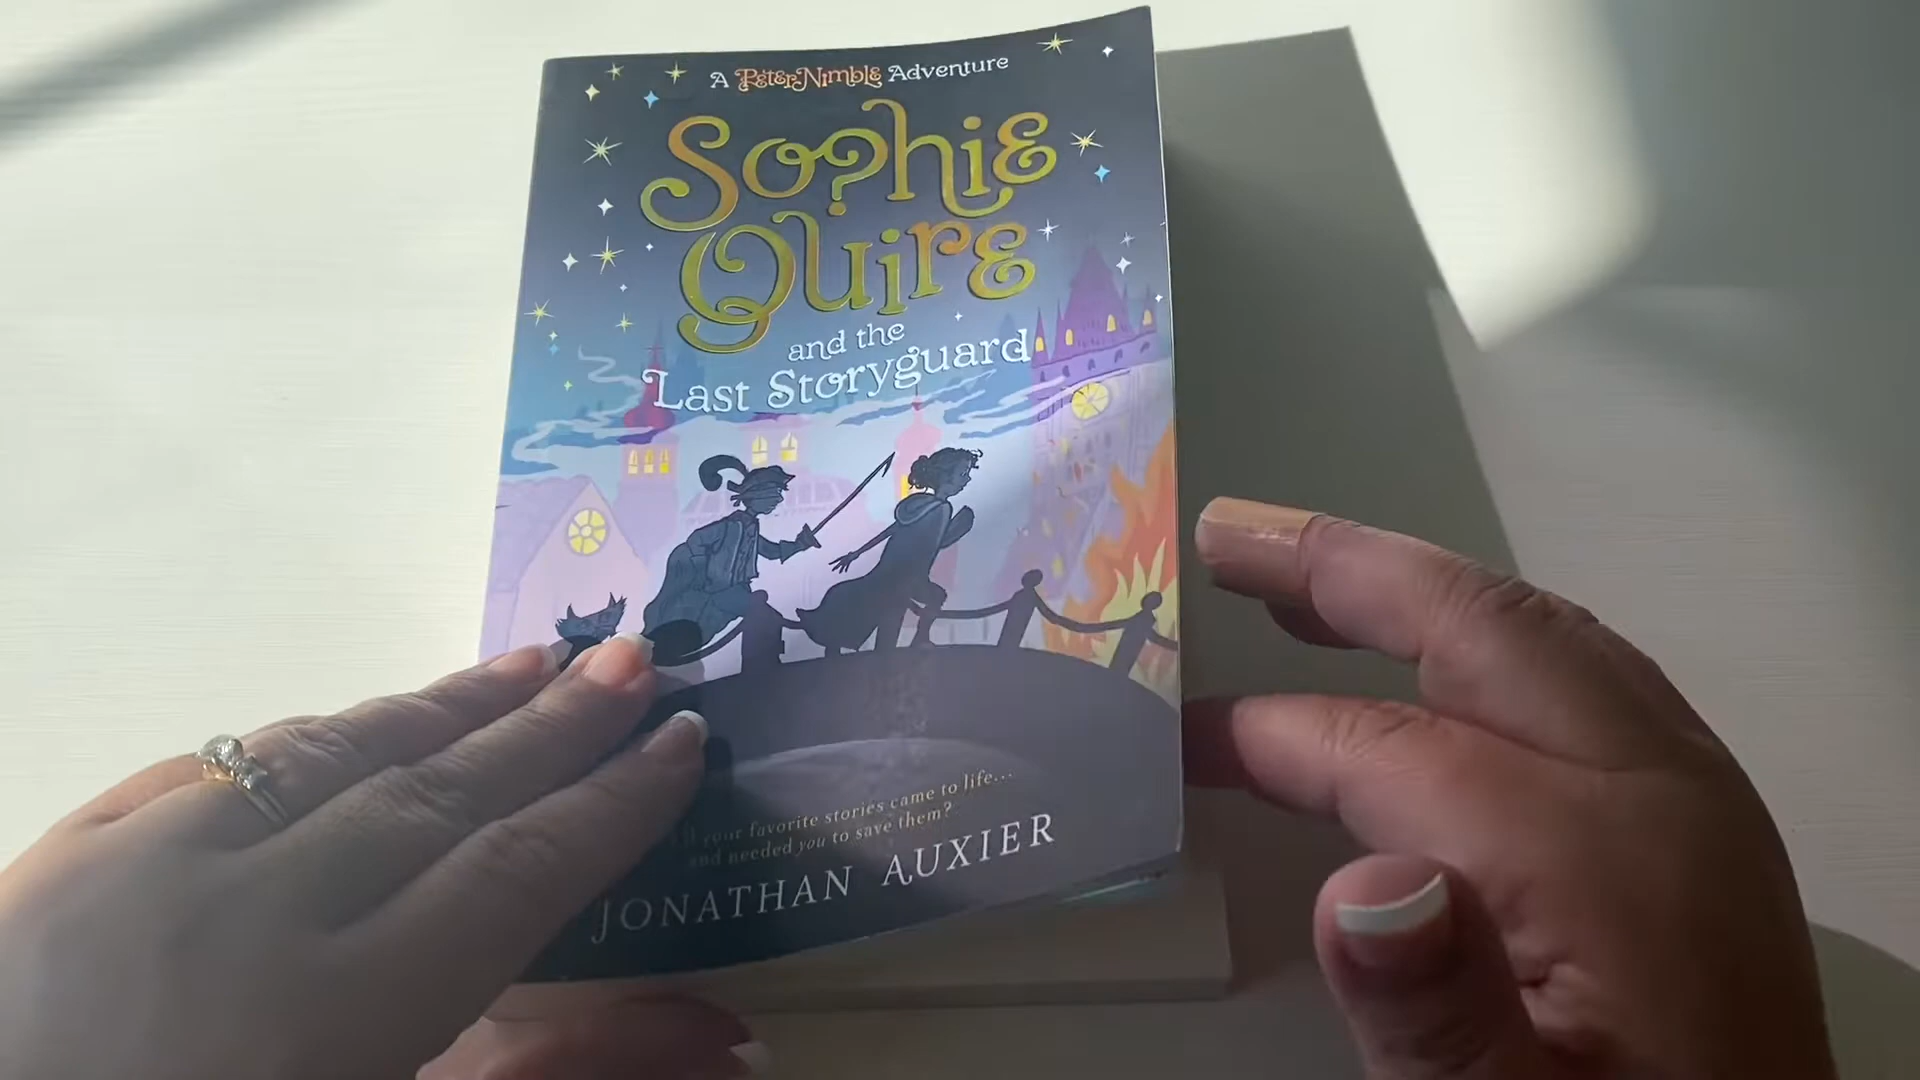 A Peter Nimble Adventure
Sophie
Quire
and the
Last Storyguard
your favorite stories came to life...
and needed you to save them?
JONATHAN AUXIER